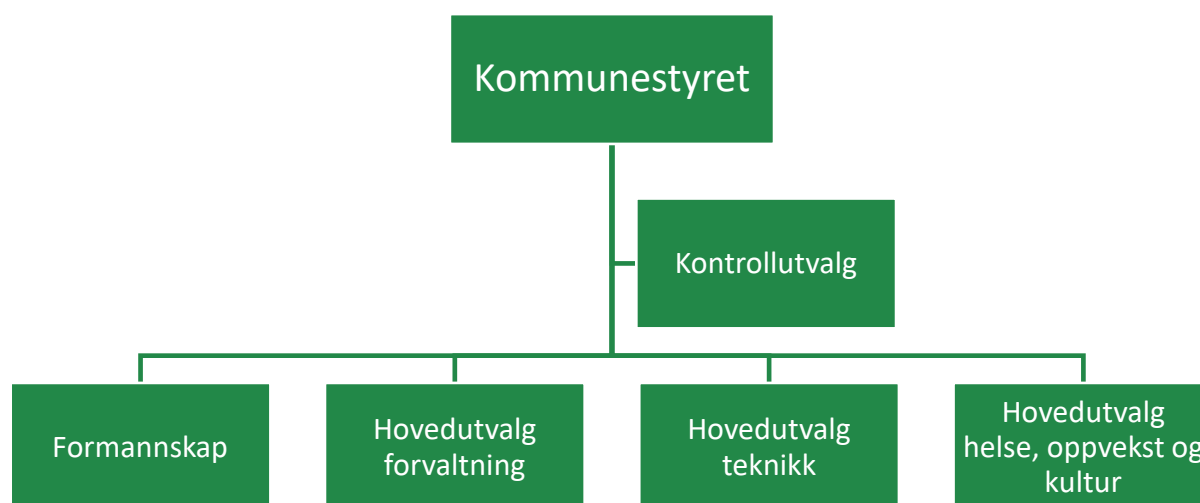 Kommunestyret
Kontrollutvalg
Formannskap
Hovedutvalg
forvaltning
Hovedutvalg
teknikk
Hovedutvalg
helse, oppvekst og
kultur